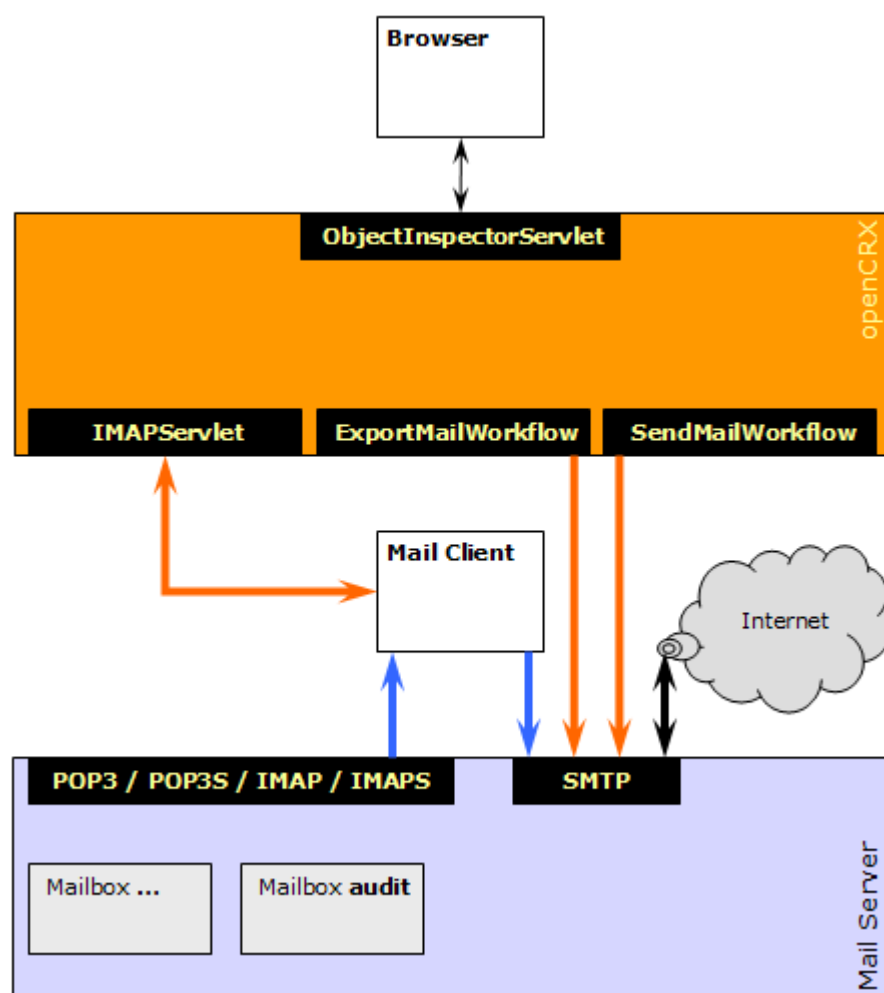 Browser
ObjectInspectorServlet
openCRX
IMAPServlet
ExportMailWorkflow
SendMailWorkflow
Mail Client
Internet
POP3 / POP3S / IMAP / IMAPS
SMTP
Mailbox ...
Mailbox audit
Mail Server